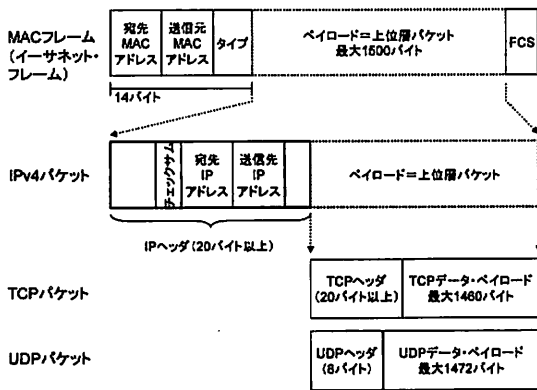 MACフレーム
(イーサネット・
フレーム)
宛先
MAC
アドレス
送信元
MAC
アドレス
タイプ
ペイロード=上位層パケット
最大1500バイト
FCS
14バイト
IPv4パケット
チェックサム
宛先
IP
アドレス
送信先
IP
アドレス
ペイロード=上位層パケット
IPヘッダ(20バイト以上)
TCPパケット
TCPヘッダ
(20バイト以上)
TCPデータ・ペイロード
最大1460バイト
UDPパケット
UDPヘッダ
(8バイト)
UDPデータ・ペイロード
最大1472バイト